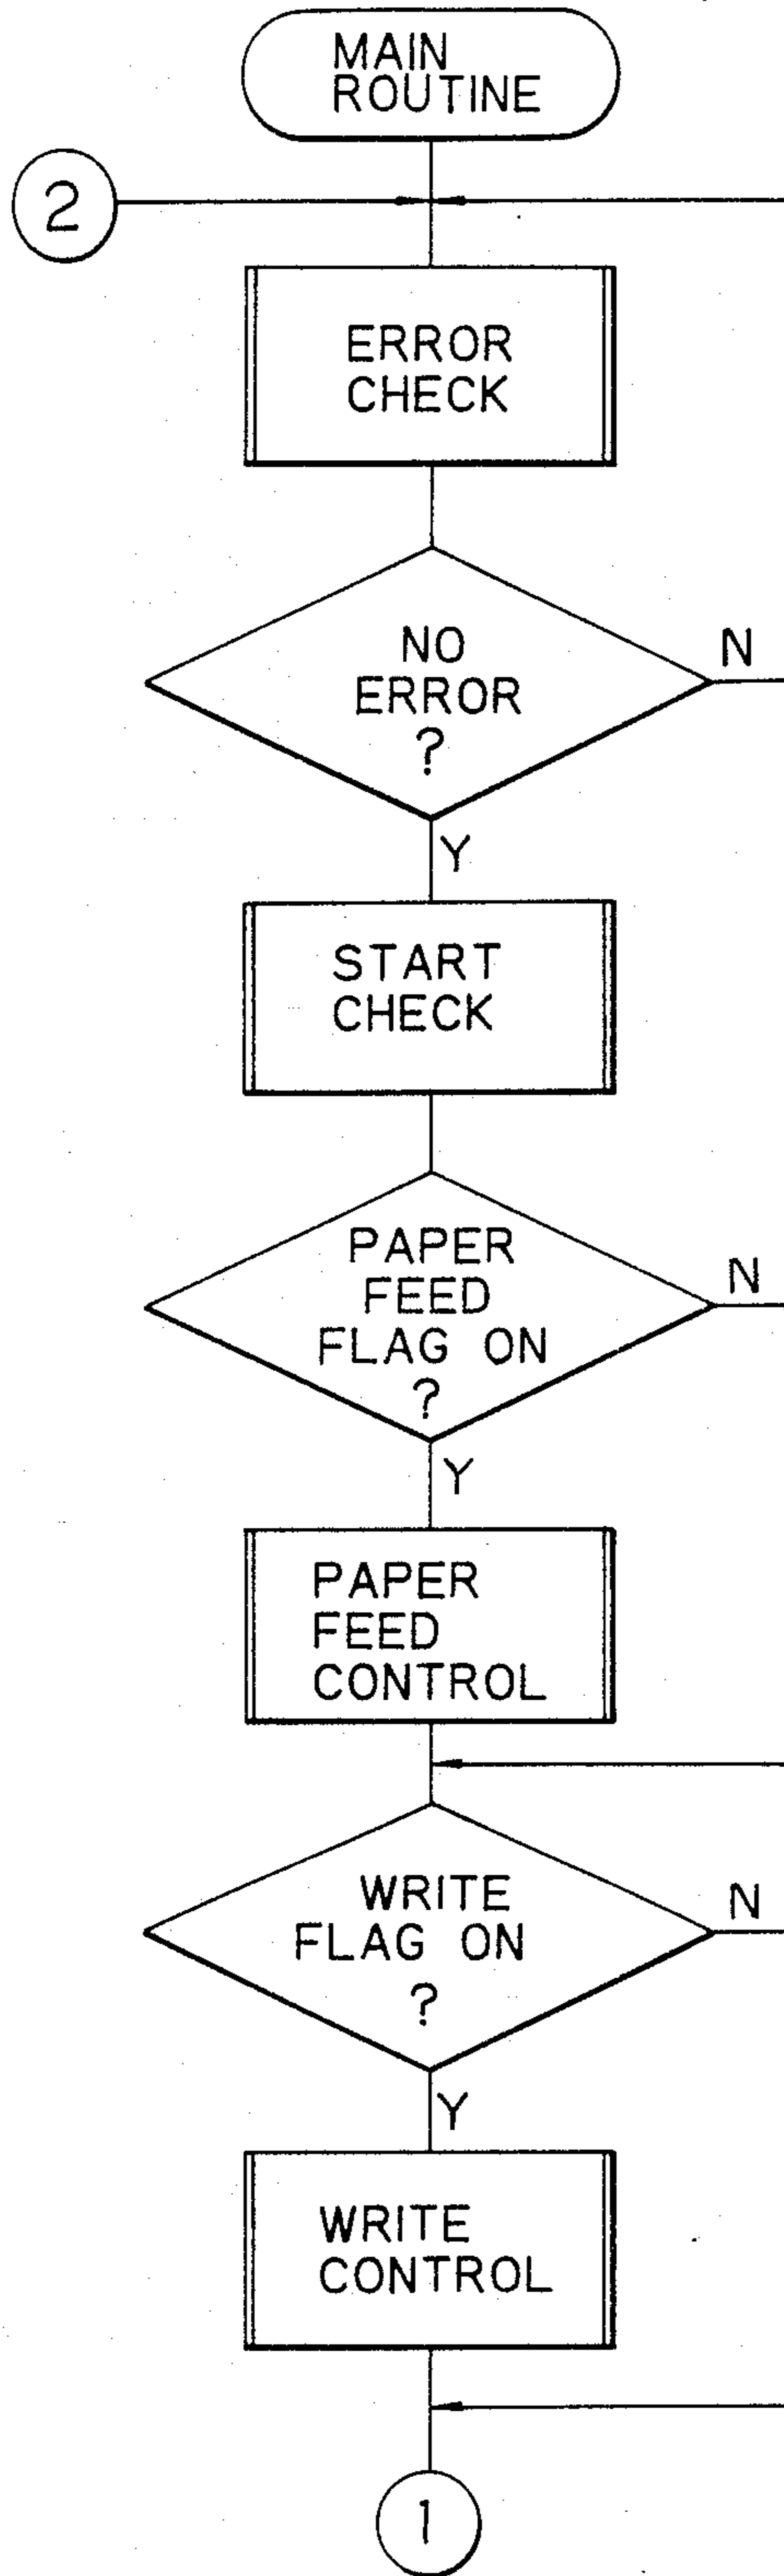 MAIN
ROUTINE
2
ERROR
CHECK
NO
ERROR
?
N
Y
START
CHECK
PAPER
FEED
FLAG ON
?
N
Y
PAPER
FEED
CONTROL
WRITE
FLAG ON
?
N
Y
WRITE
CONTROL
1